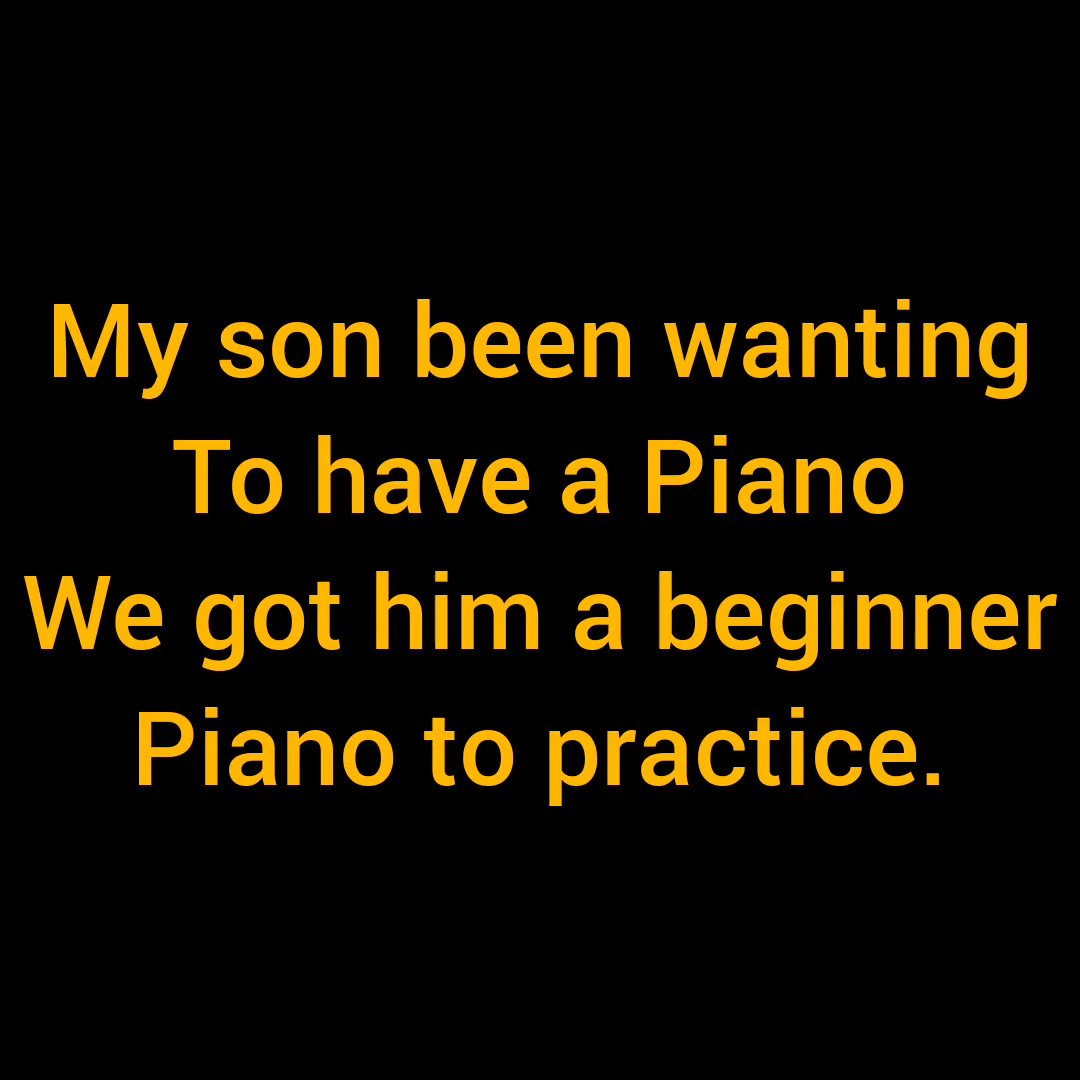 My son been wanting
To have a Piano
We got him a beginner
Piano to practice.